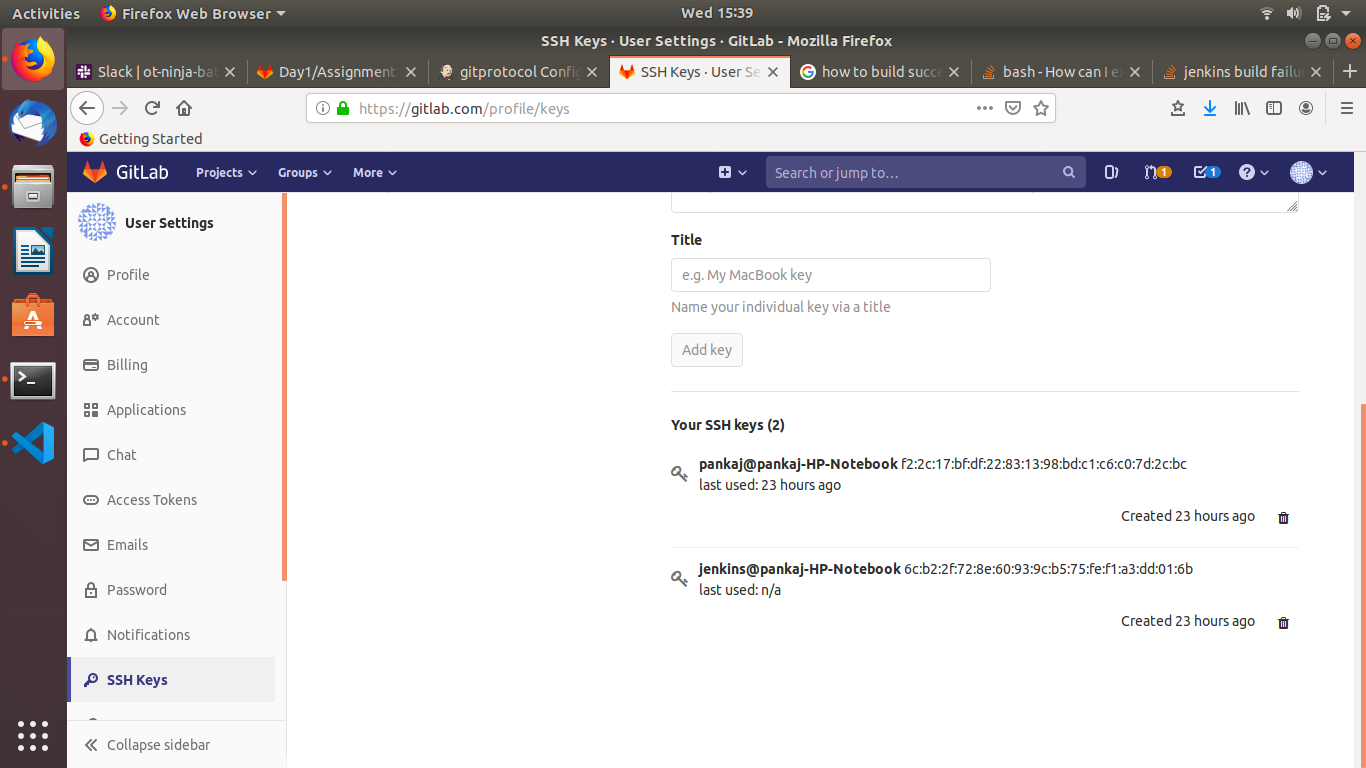 Activities Firefox Web Browser Wed 15:39
SSH Keys · User Settings · GitLab - Mozilla Firefox
Slack | ot-ninja-bat Day1/Assignment gitprotocol Config SSH Keys · User Se how to build succe bash - How can I e jenkins build failu
https://gitlab.com/profile/keys
Getting Started
GitLab Projects Groups More Search or jump to… 1 1
User Settings
Profile
Account
Billing
Applications
Chat
Access Tokens
Emails
Password
Notifications
SSH Keys
Collapse sidebar
Title
e.g. My MacBook key
Name your individual key via a title
Add key
Your SSH keys (2)
pankaj@pankaj-HP-Notebook f2:2c:17:bf:df:22:83:13:98:bd:c1:c6:c0:7d:2c:bc
last used: 23 hours ago
Created 23 hours ago
jenkins@pankaj-HP-Notebook 6c:b2:2f:72:8e:60:93:9c:b5:75:fe:f1:a3:dd:01:6b
last used: n/a
Created 23 hours ago